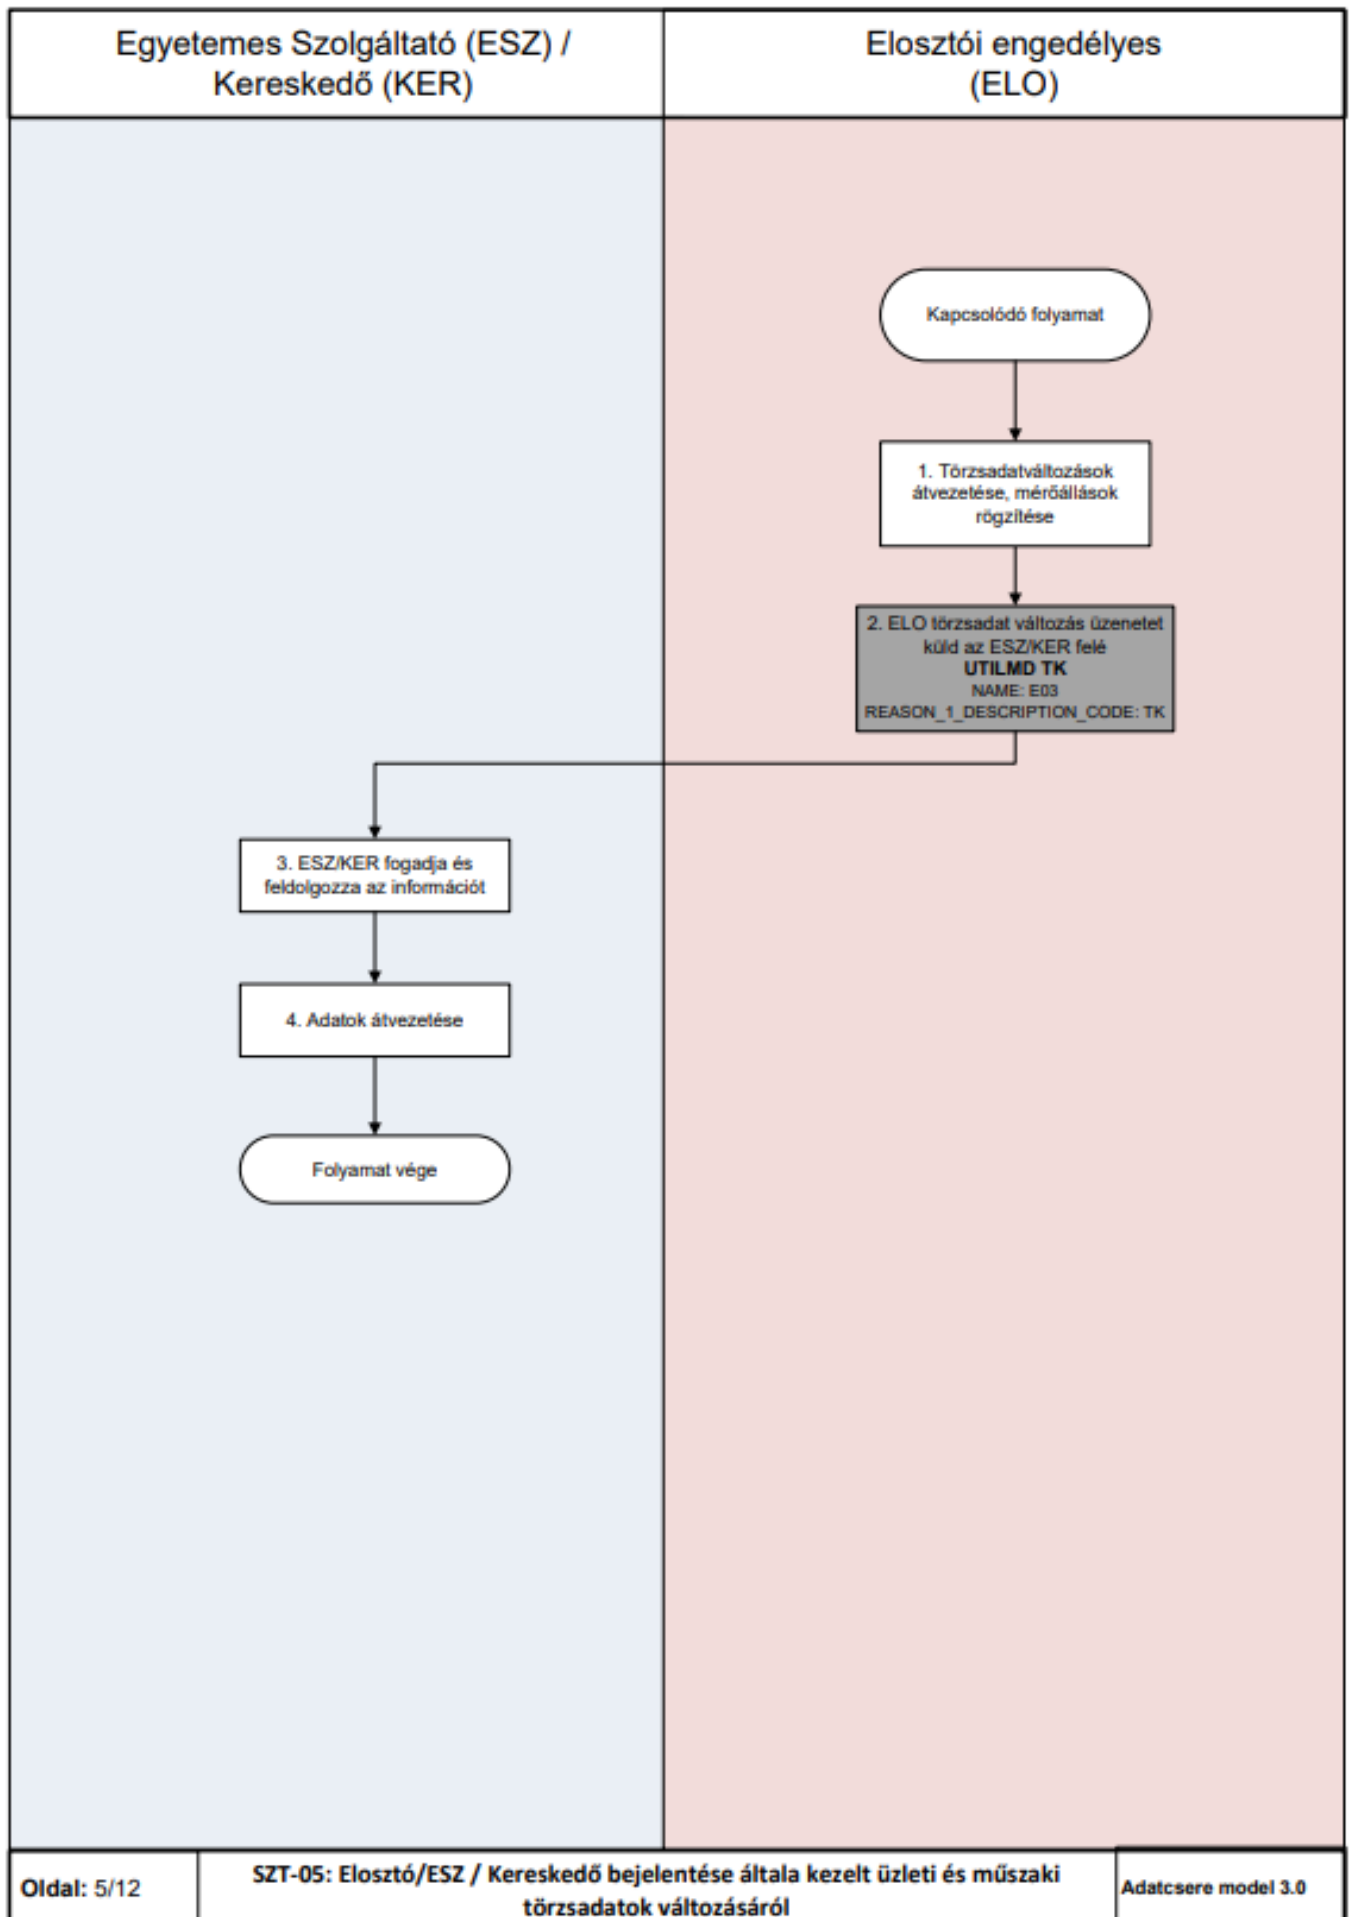 Egyetemes Szolgáltató (ESZ) /
Kereskedő (KER)
Elosztói engedélyes
(ELO)
Kapcsolódó folyamat
1. Törzsadatváltozások
átvezetése, mérőállások
rögzítése
2. ELO törzsadat változás üzenetet
küld az ESZ/KER felé
UTILMD TK
NAME: E03
REASON_1_DESCRIPTION_CODE: TK
3. ESZ/KER fogadja és
feldolgozza az információt
4. Adatok átvezetése
Folyamat vége
Oldal: 5/12
SZT-05: Elosztó/ESZ / Kereskedő bejelentése általa kezelt üzleti és műszaki
törzsadatok változásáról
Adatcsere model 3.0